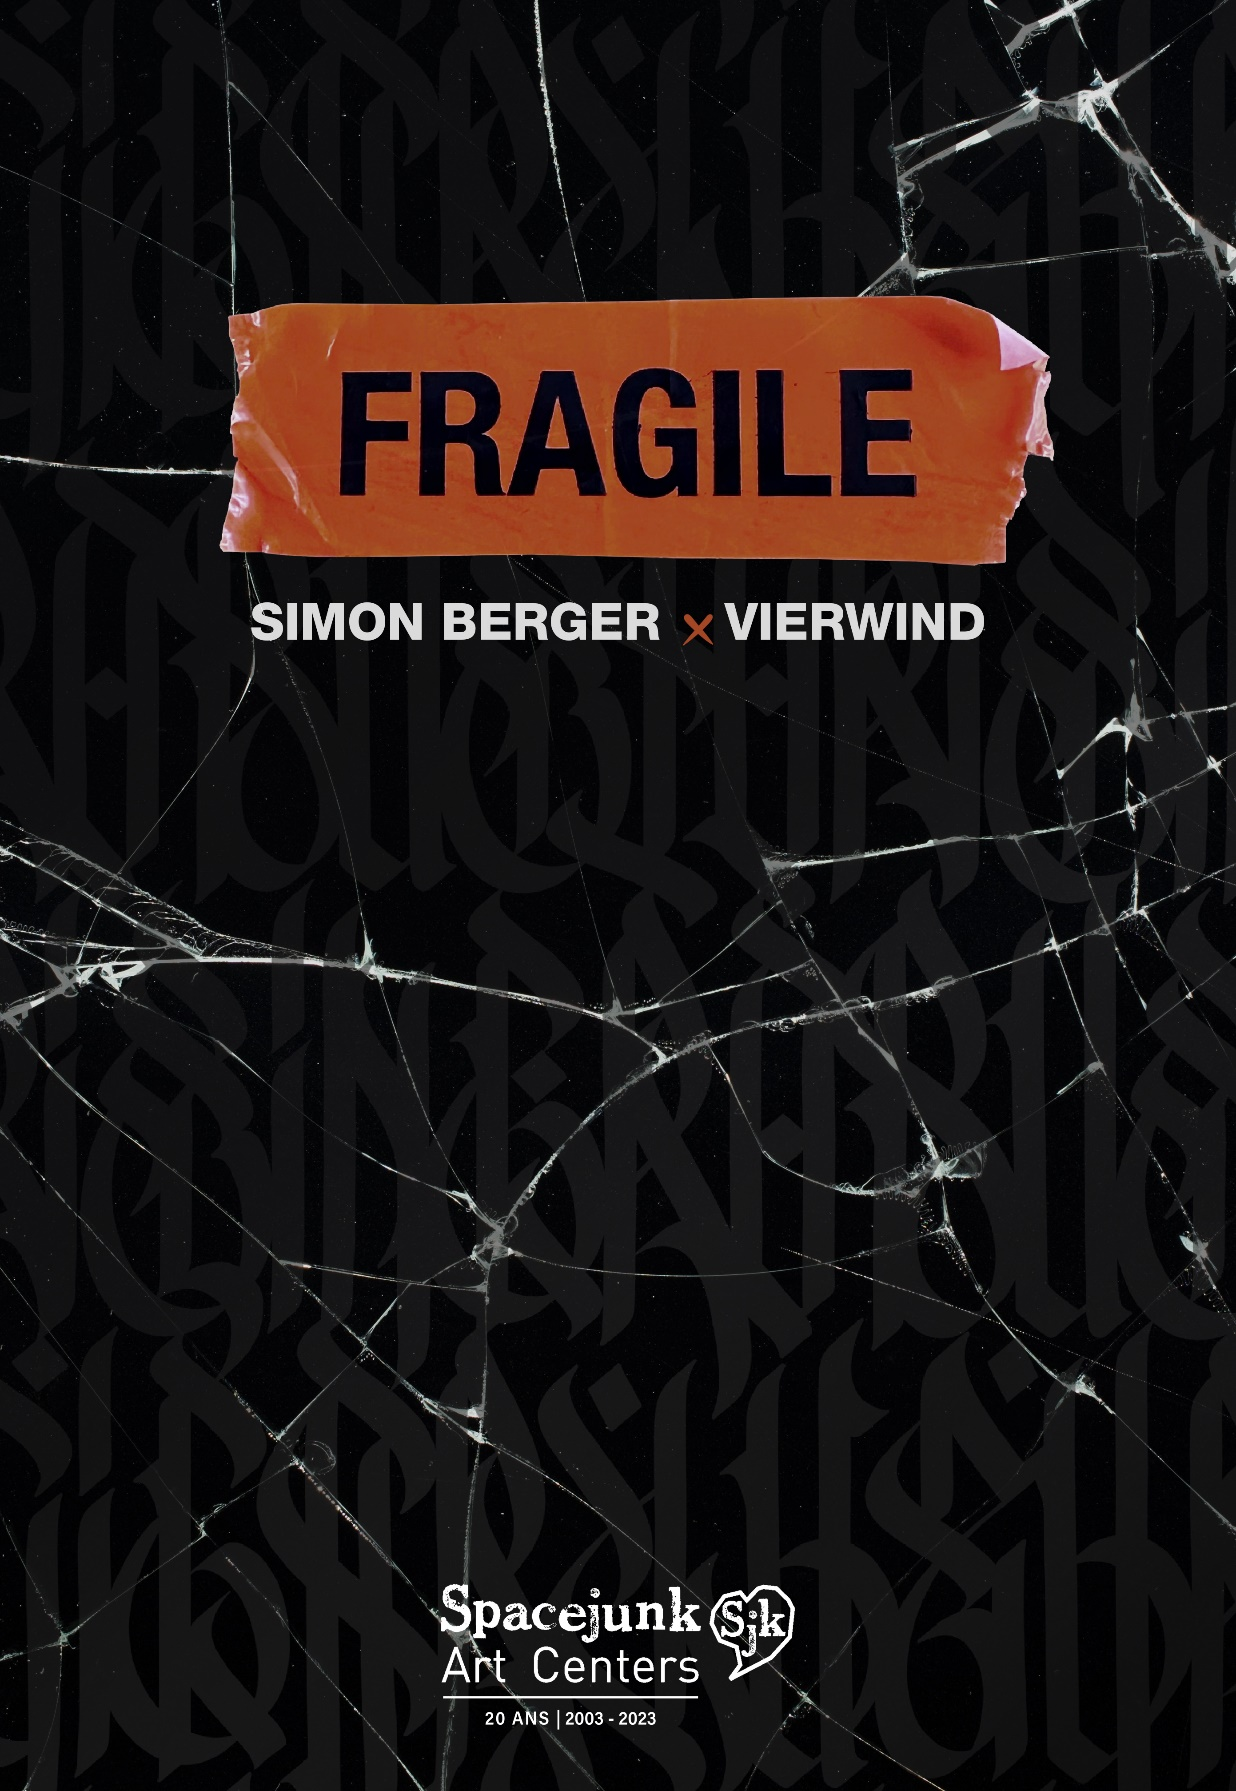 FRAGILE
SIMON BERGER × VIERWIND
Spacejunk Sjk
Art Centers
20 ANS | 2003 - 2023